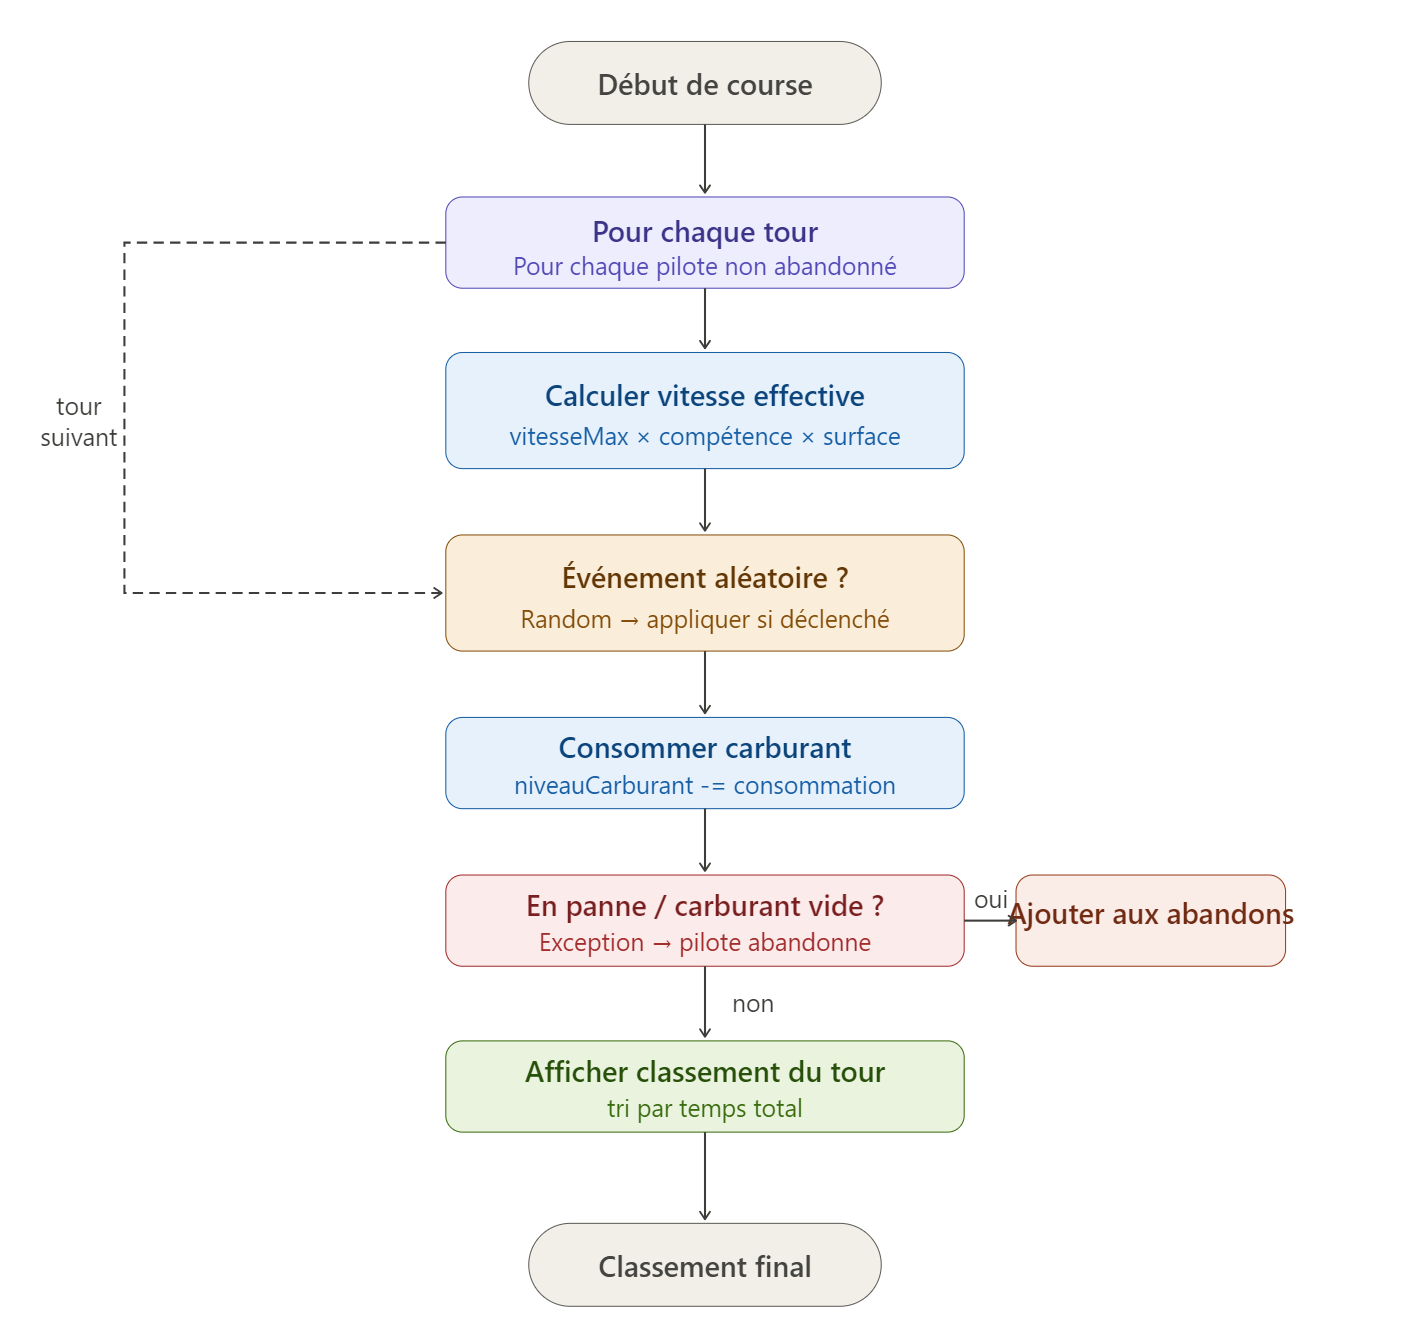 Début de course
Pour chaque tour
Pour chaque pilote non abandonné
Calculer vitesse effective
vitesseMax × compétence × surface
tour
suivant
Événement aléatoire ?
Random → appliquer si déclenché
Consommer carburant
niveauCarburant -= consommation
En panne / carburant vide ?
Exception → pilote abandonne
oui
Ajouter aux abandons
non
Afficher classement du tour
tri par temps total
Classement final